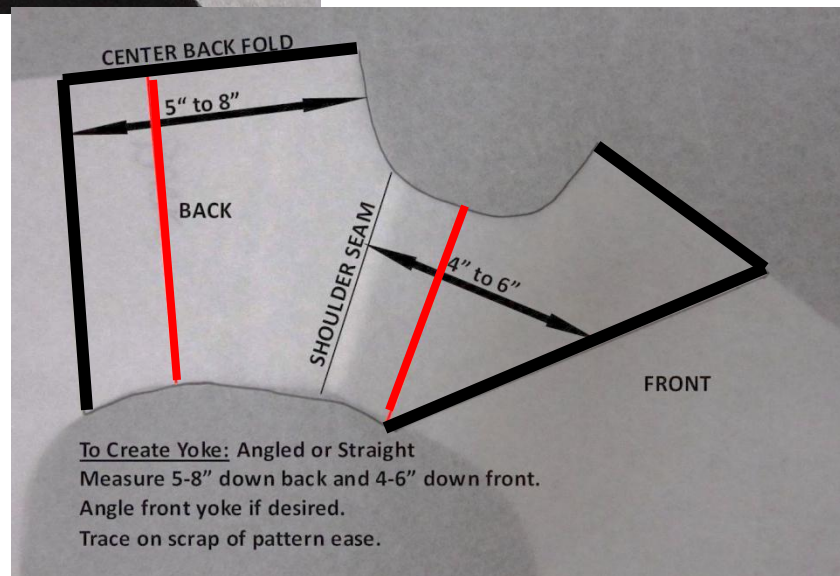 CENTER BACK FOLD
5“ to 8”
BACK
SHOULDER SEAM
4” to 6”
FRONT
To Create Yoke: Angled or Straight
Measure 5-8” down back and 4-6” down front.
Angle front yoke if desired.
Trace on scrap of pattern ease.